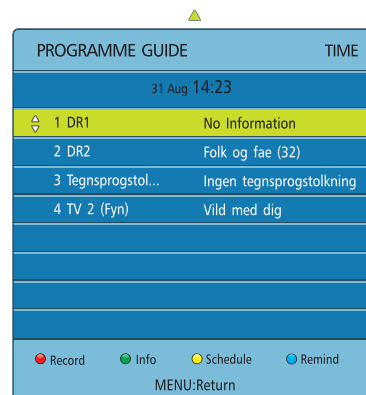 PROGRAMME GUIDE TIME
31 Aug 14:23
1 DR1 No Information
2 DR2 Folk og fae (32)
3 Tegnsprogstol... Ingen tegnsprogstolkning
4 TV 2 (Fyn) Vild med dig
Record Info Schedule Remind
MENU:Return